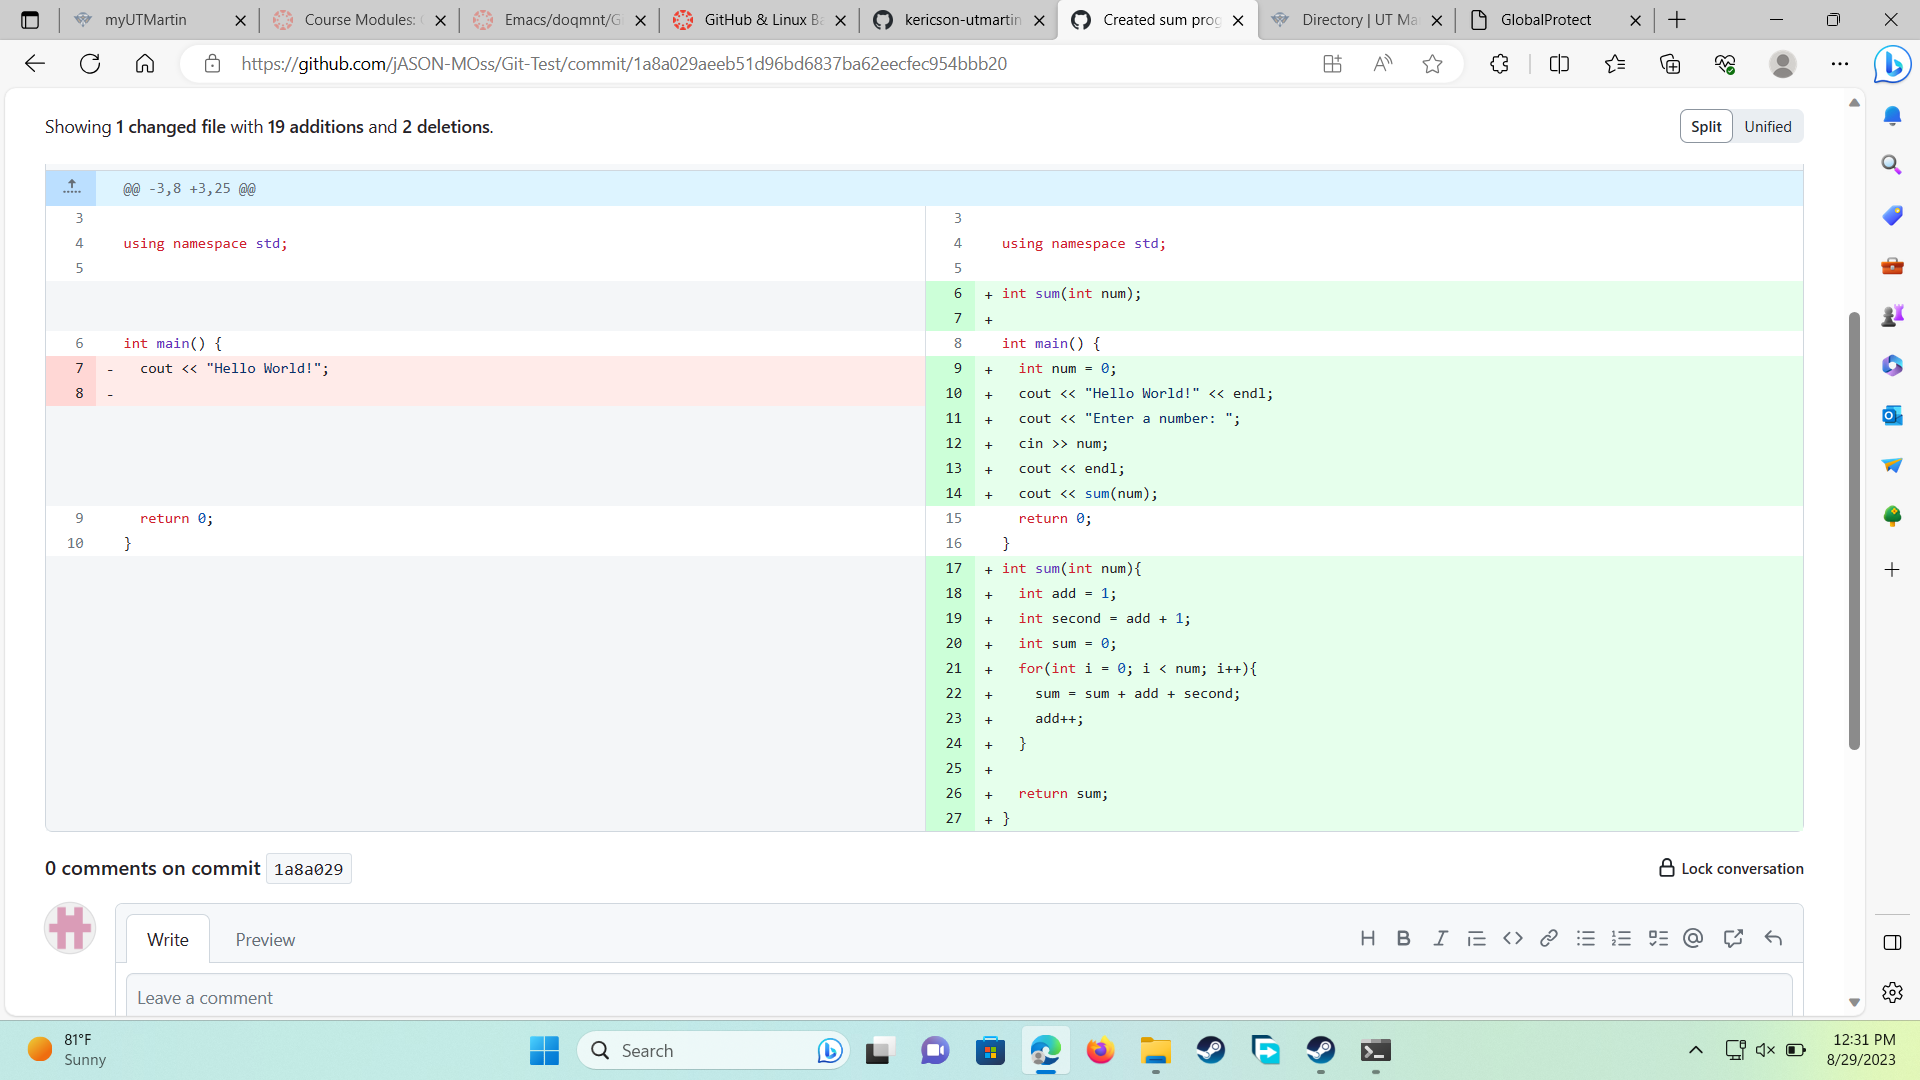 myUTMartin
Course Modules:
Emacs/doqmnt/Gi
GitHub & Linux Ba
kericson-utmartin
Created sum prog
Directory | UT Ma
GlobalProtect
https://github.com/jASON-MOss/Git-Test/commit/1a8a029aeeb51d96bd6837ba62eecfec954bbb20
Showing 1 changed file with 19 additions and 2 deletions.
Split Unified
@@ -3,8 +3,25 @@
3 3
4 using namespace std; 4 using namespace std;
5 5
6 + int sum(int num);
7 +
6 int main() { 8 int main() {
7 - cout << "Hello World!"; 9 + int num = 0;
8 - 10 + cout << "Hello World!" << endl;
11 + cout << "Enter a number: ";
12 + cin >> num;
13 + cout << endl;
14 + cout << sum(num);
9 return 0; 15 return 0;
10 } 16 }
17 + int sum(int num){
18 + int add = 1;
19 + int second = add + 1;
20 + int sum = 0;
21 + for(int i = 0; i < num; i++){
22 + sum = sum + add + second;
23 + add++;
24 + }
25 +
26 + return sum;
27 + }
0 comments on commit 1a8a029
Lock conversation
Write Preview
Leave a comment
81°F
Sunny
Search
12:31 PM
8/29/2023